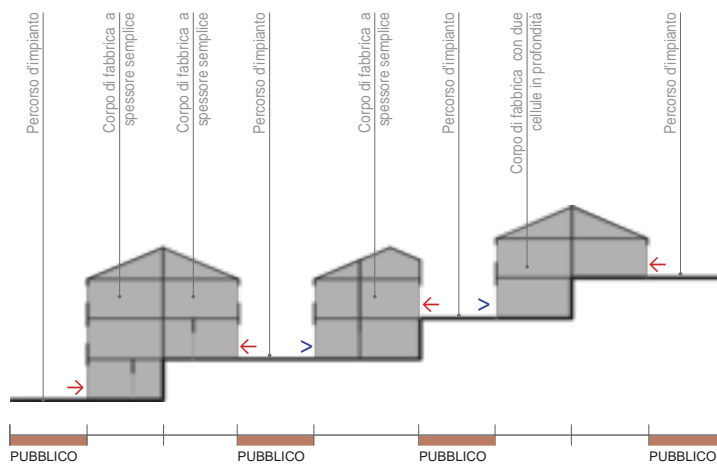 Percorso d'impianto
Corpo di fabbrica a
spessore semplice
Corpo di fabbrica a
spessore semplice
Percorso d'impianto
Corpo di fabbrica a
spessore semplice
Percorso d'impianto
Corpo di fabbrica con due
cellule in profondità
Percorso d'impianto
PUBBLICO
PUBBLICO
PUBBLICO
PUBBLICO